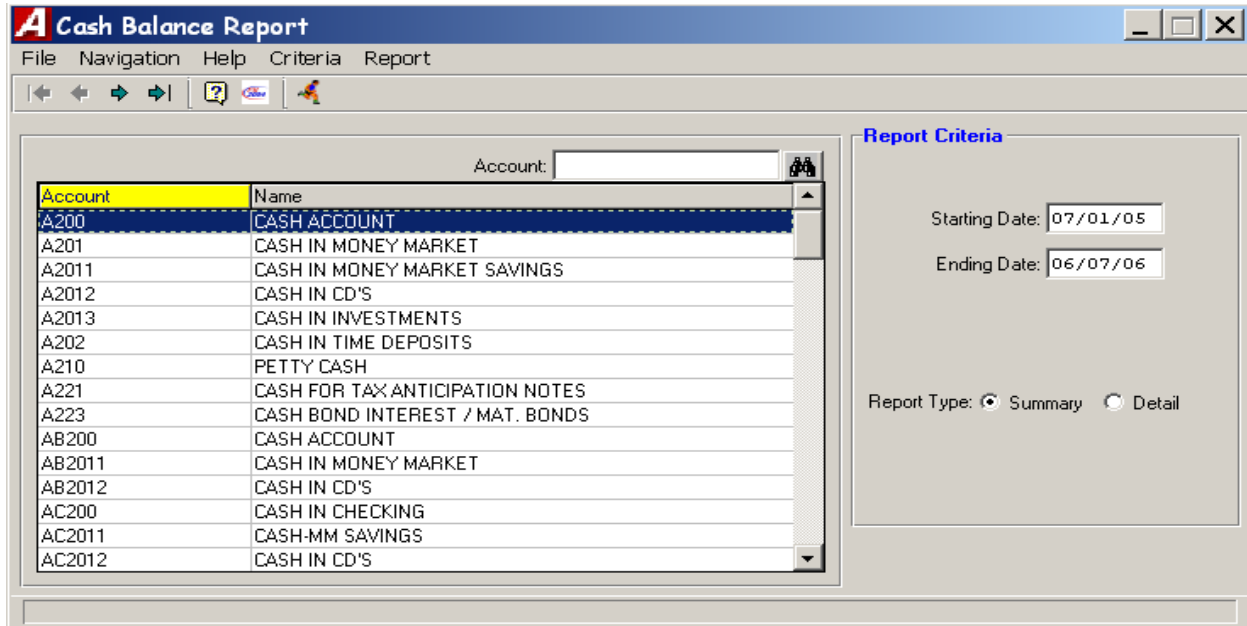 Cash Balance Report
File Navigation Help Criteria Report
Account:
Account Name
A200 CASH ACCOUNT
A201 CASH IN MONEY MARKET
A2011 CASH IN MONEY MARKET SAVINGS
A2012 CASH IN CD'S
A2013 CASH IN INVESTMENTS
A202 CASH IN TIME DEPOSITS
A210 PETTY CASH
A221 CASH FOR TAX ANTICIPATION NOTES
A223 CASH BOND INTEREST / MAT. BONDS
AB200 CASH ACCOUNT
AB2011 CASH IN MONEY MARKET
AB2012 CASH IN CD'S
AC200 CASH IN CHECKING
AC2011 CASH-MM SAVINGS
AC2012 CASH IN CD'S
Report Criteria
Starting Date: 07/01/05
Ending Date: 06/07/06
Report Type: Summary Detail